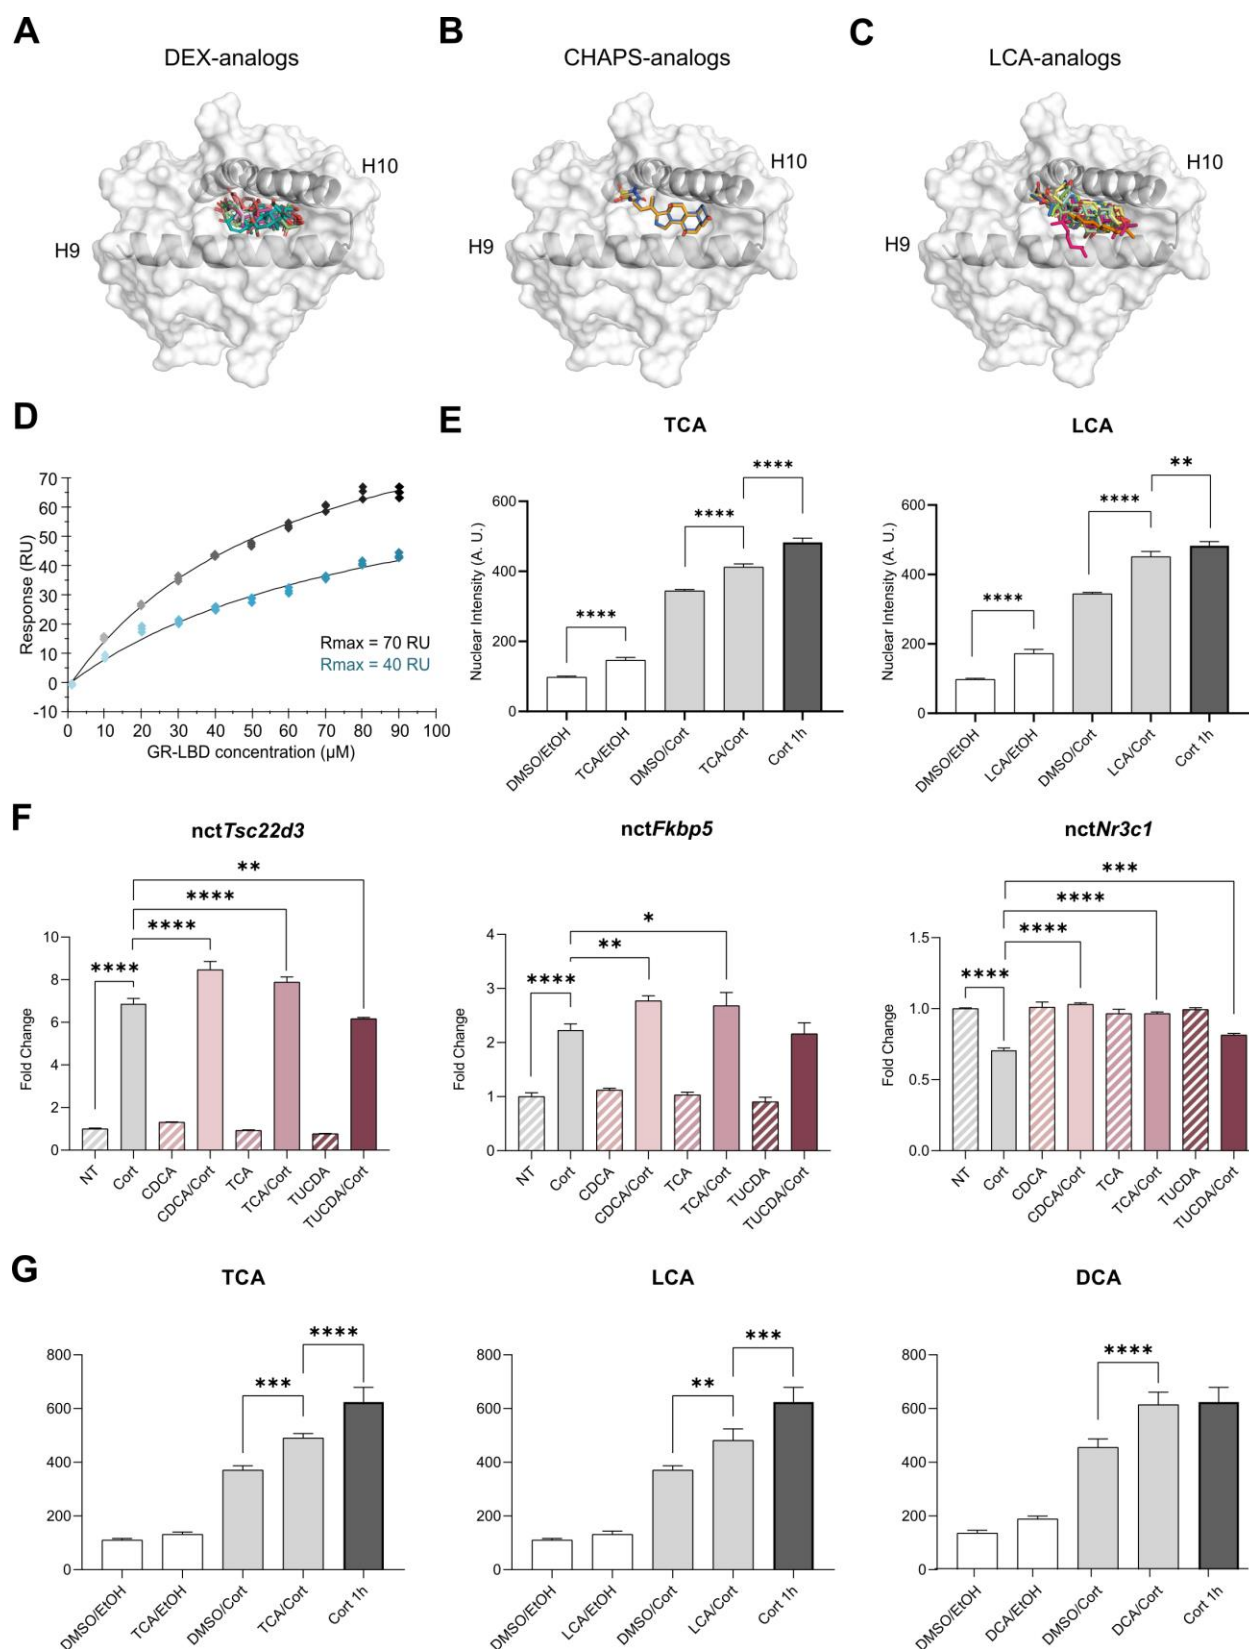 A
DEX-analogs
H10
H9
B
CHAPS-analogs
H10
H9
C
LCA-analogs
H10
H9
D
70
60
50
40
30
20
10
0
-10
Response (RU)
Rmax = 70 RU
Rmax = 40 RU
0 10 20 30 40 50 60 70 80 90 100
GR-LBD concentration (µM)
E
TCA
****
****
****
600
400
200
0
Nuclear Intensity (A. U.)
DMSO/EtOH
TCA/EtOH
DMSO/Cort
TCA/Cort
Cort 1h
LCA
**
****
****
600
400
200
0
Nuclear Intensity (A. U.)
DMSO/EtOH
LCA/EtOH
DMSO/Cort
LCA/Cort
Cort 1h
F
nctTsc22d3
**
****
****
****
10
8
6
4
2
0
Fold Change
NT
Cort
CDCA
CDCA/Cort
TCA
TCA/Cort
TUCDA
TUCDA/Cort
nctFkbp5
*
**
****
4
3
2
1
0
Fold Change
NT
Cort
CDCA
CDCA/Cort
TCA
TCA/Cort
TUCDA
TUCDA/Cort
nctNr3c1
***
****
****
****
1.5
1.0
0.5
0.0
Fold Change
NT
Cort
CDCA
CDCA/Cort
TCA
TCA/Cort
TUCDA
TUCDA/Cort
G
TCA
****
***
800
600
400
200
0
DMSO/EtOH
TCA/EtOH
DMSO/Cort
TCA/Cort
Cort 1h
LCA
***
**
800
600
400
200
0
DMSO/EtOH
LCA/EtOH
DMSO/Cort
LCA/Cort
Cort 1h
DCA
****
800
600
400
200
0
DMSO/EtOH
DCA/EtOH
DMSO/Cort
DCA/Cort
Cort 1h